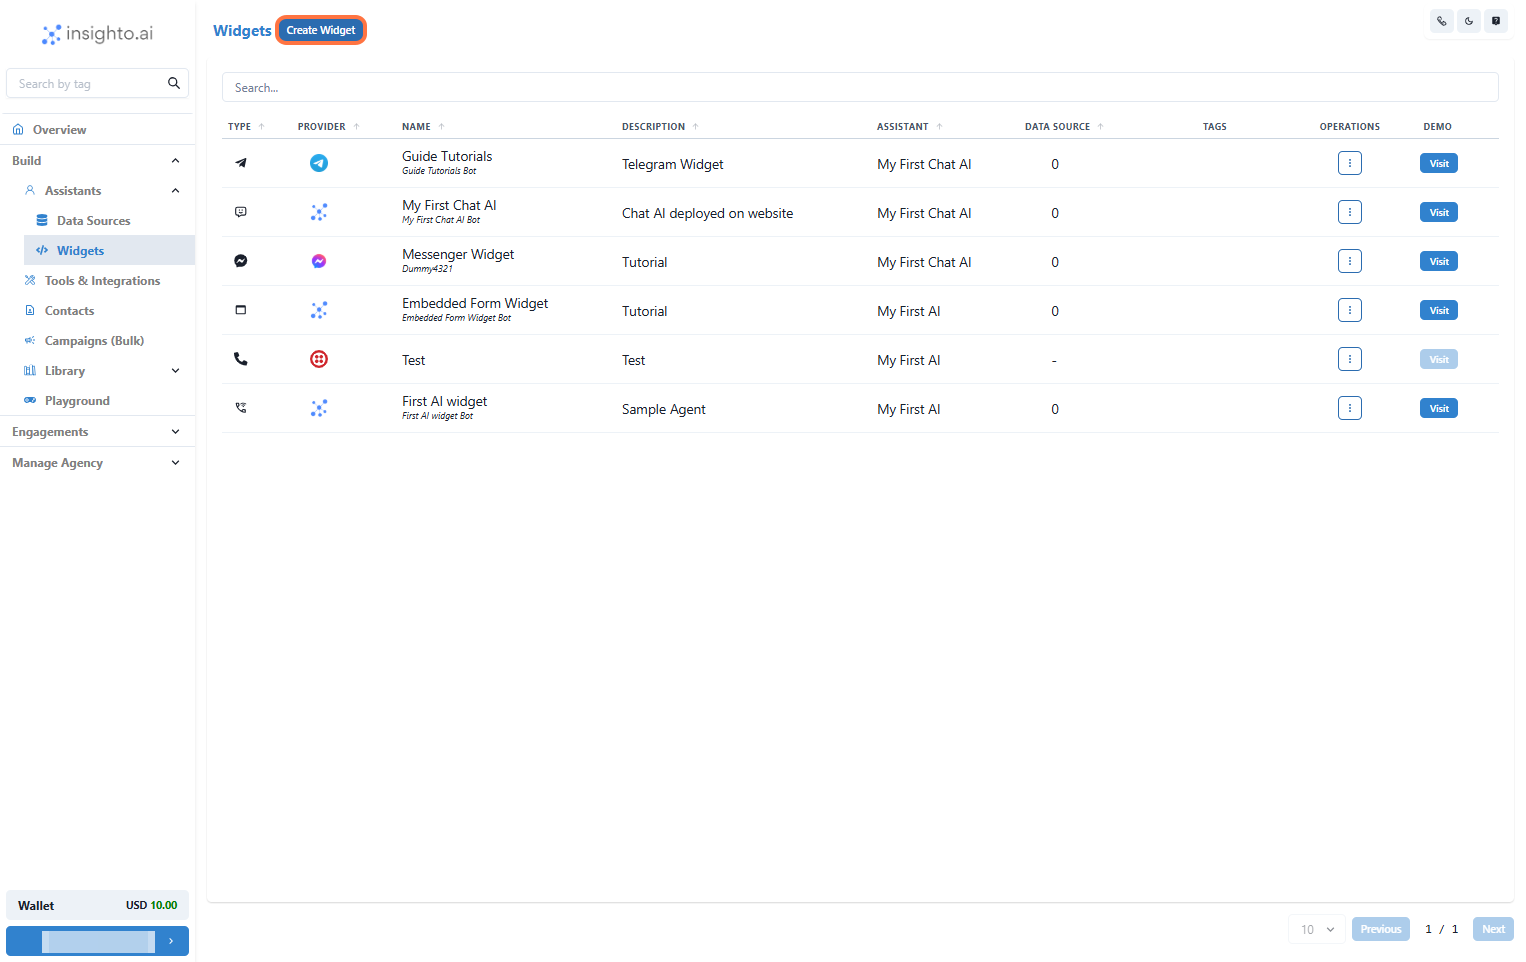 insighto.ai
Search by tag
Overview
Build
Assistants
Data Sources
Widgets
Tools & Integrations
Contacts
Campaigns (Bulk)
Library
Playground
Engagements
Manage Agency
Wallet USD 10.00
Widgets Create Widget
Search...
TYPE PROVIDER NAME DESCRIPTION ASSISTANT DATA SOURCE TAGS OPERATIONS DEMO
Guide Tutorials
Guide Tutorials Bot
Telegram Widget My First Chat AI 0 Visit
My First Chat AI
My First Chat AI Bot
Chat AI deployed on website My First Chat AI 0 Visit
Messenger Widget
Dummy4321
Tutorial My First Chat AI 0 Visit
Embedded Form Widget
Embedded Form Widget Bot
Tutorial My First AI 0 Visit
Test Test My First AI - Visit
First AI widget
First AI widget Bot
Sample Agent My First AI 0 Visit
10 Previous 1 / 1 Next